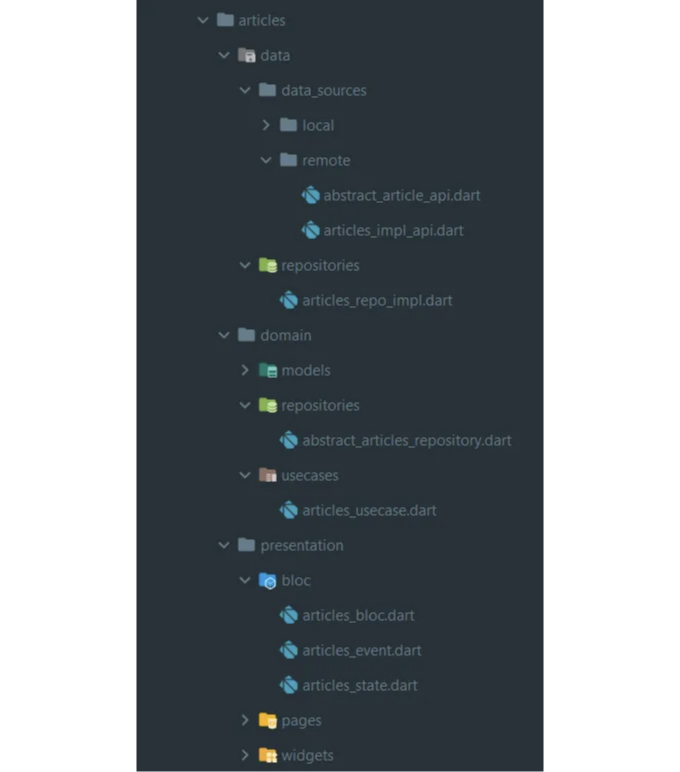 articles
data
data_sources
local
remote
abstract_article_api.dart
articles_impl_api.dart
repositories
articles_repo_impl.dart
domain
models
repositories
abstract_articles_repository.dart
usecases
articles_usecase.dart
presentation
bloc
articles_bloc.dart
articles_event.dart
articles_state.dart
pages
widgets